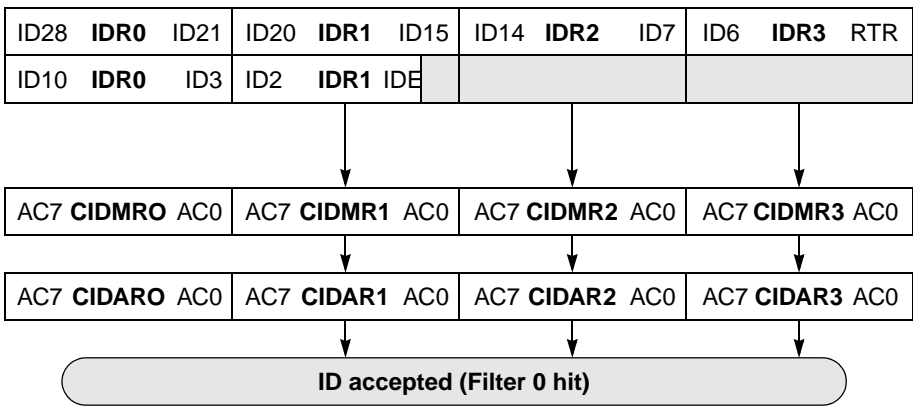 ID28 IDR0 ID21 ID20 IDR1 ID15 ID14 IDR2 ID7 ID6 IDR3 RTR
ID10 IDR0 ID3 ID2 IDR1 IDE
AC7 CIDMRO AC0 AC7 CIDMR1 AC0 AC7 CIDMR2 AC0 AC7 CIDMR3 AC0
AC7 CIDARO AC0 AC7 CIDAR1 AC0 AC7 CIDAR2 AC0 AC7 CIDAR3 AC0
ID accepted (Filter 0 hit)